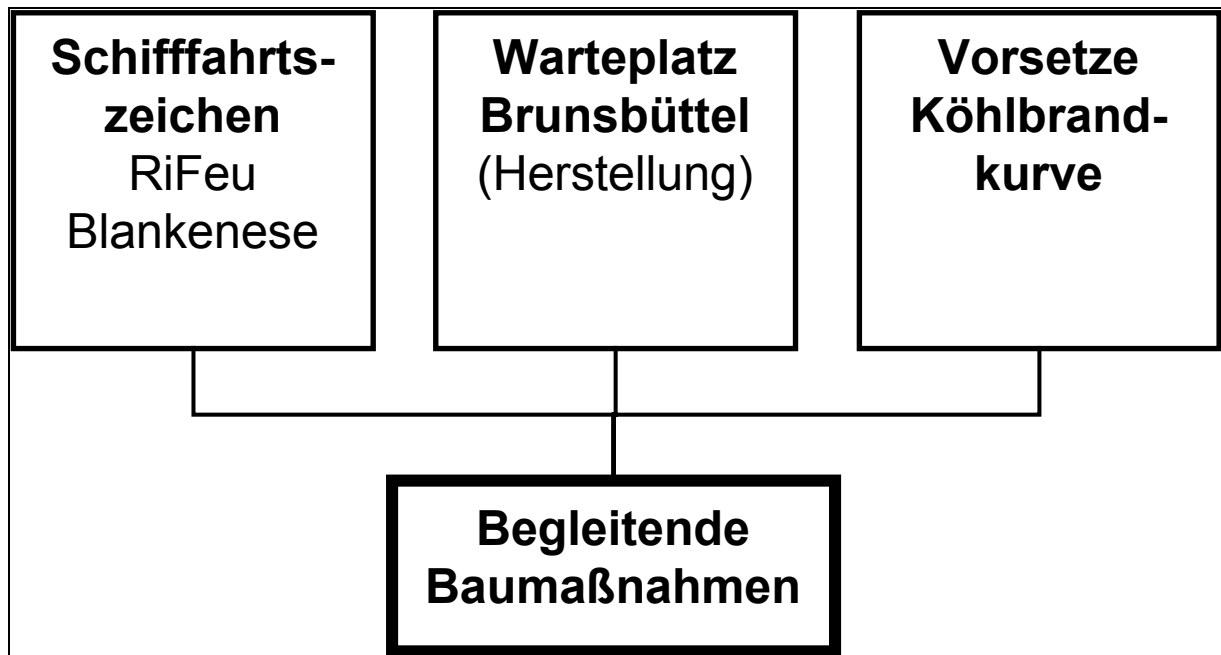 Schifffahrts-
zeichen
RiFeu
Blankenese
Warteplatz
Brunsbüttel
(Herstellung)
Vorsetze
Köhlbrand-
kurve
Begleitende
Baumaßnahmen